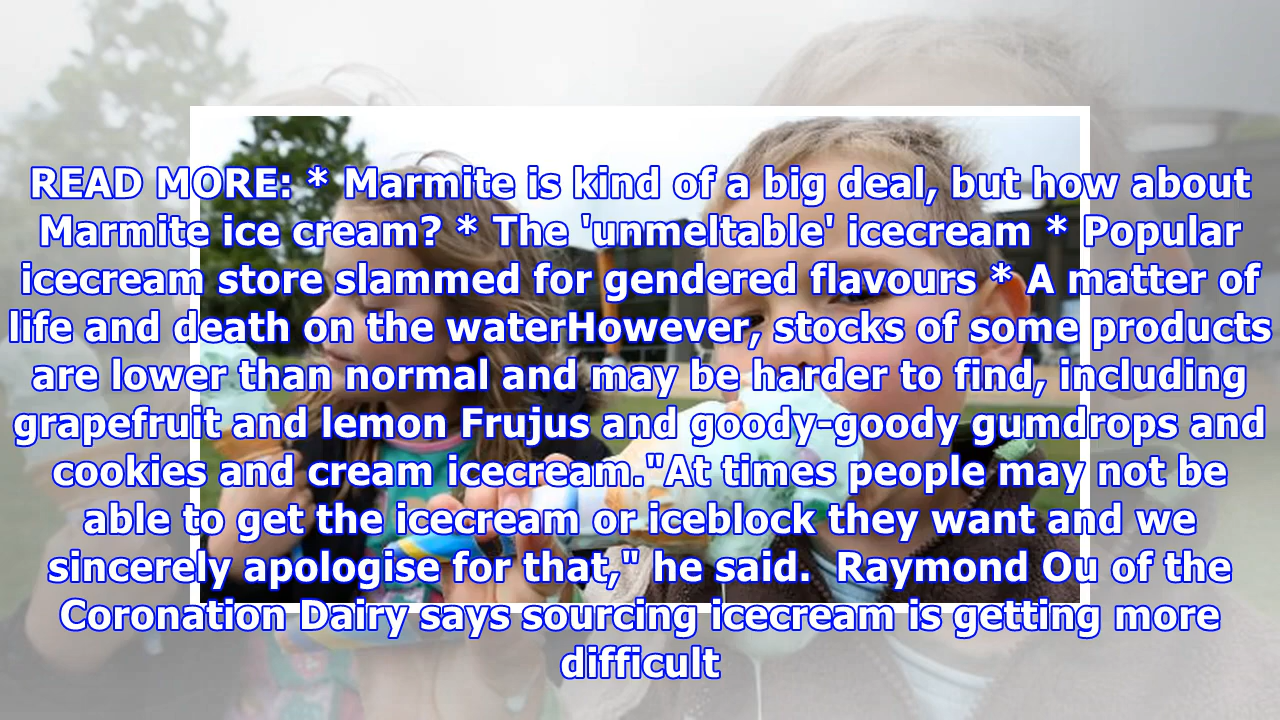 READ MORE: * Marmite is kind of a big deal, but how about
Marmite ice cream? * The 'unmeltable' icecream * Popular
icecream store slammed for gendered flavours * A matter of
life and death on the waterHowever, stocks of some products
are lower than normal and may be harder to find, including
grapefruit and lemon Frujus and goody-goody gumdrops and
cookies and cream icecream."At times people may not be
able to get the icecream or iceblock they want and we
sincerely apologise for that," he said.  Raymond Ou of the
Coronation Dairy says sourcing icecream is getting more
difficult